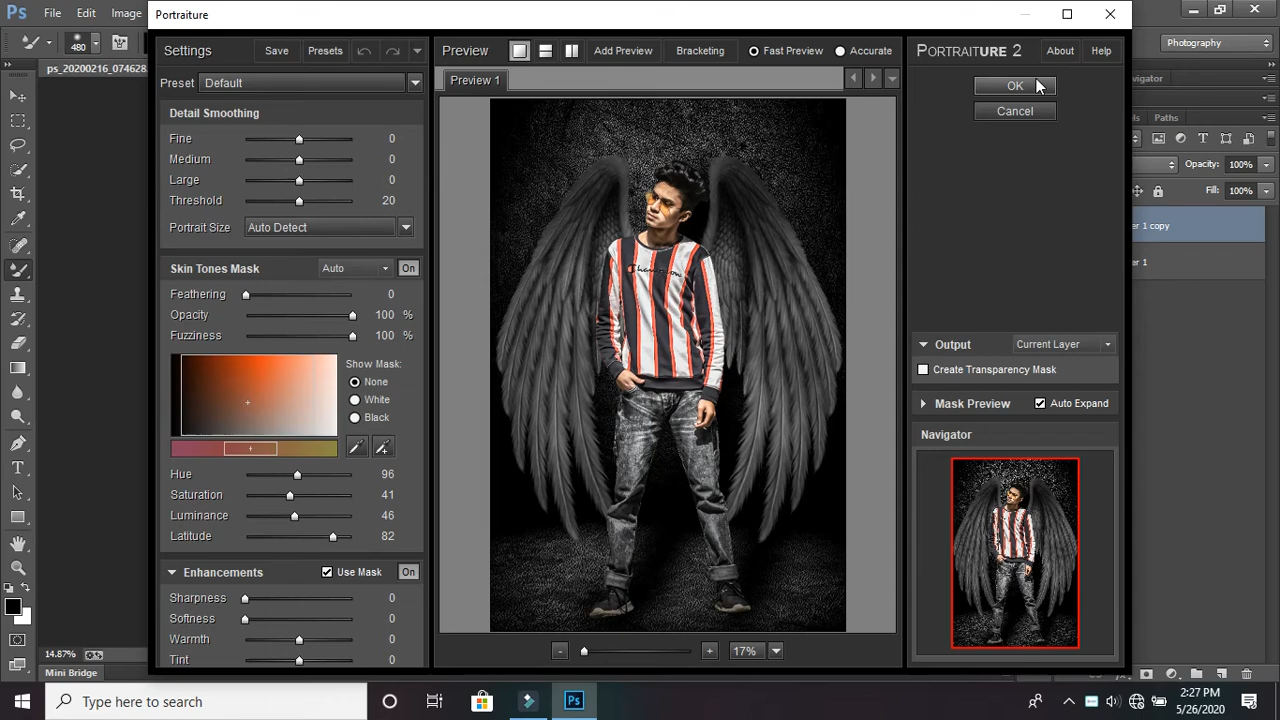 Ps File Edit Image
Portraiture
480
Photography
Settings Save Presets
Preview Add Preview Bracketing Fast Preview Accurate
PORTRAITURE 2 About Help
ps_20200216_074628.
Preset Default
Preview 1
OK
Cancel
avigator
Paths
Opacity: 100%
Fill: 100%
er 1 copy
er 1
Detail Smoothing
Fine 0
Medium 0
Large 0
Threshold 20
Portrait Size Auto Detect
Skin Tones Mask Auto On
Feathering 0
Opacity 100 %
Fuzziness 100 %
Show Mask:
None
White
Black
Hue 96
Saturation 41
Luminance 46
Latitude 82
Enhancements Use Mask On
Sharpness 0
Softness 0
Warmth 0
Tint 0
Champion
Output Current Layer
Create Transparency Mask
Mask Preview Auto Expand
Navigator
- + 17%
14.87%
Mini Bridge
Type here to search
Ps
2:27 PM
5/26/2020